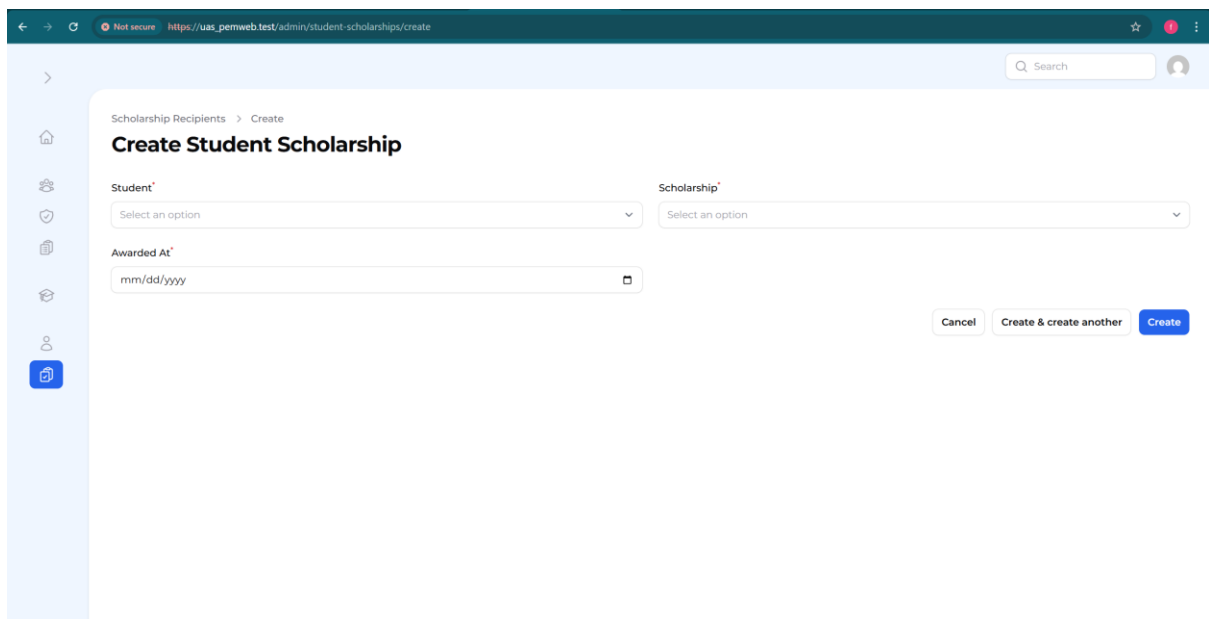 Not secure https://uas_pemweb.test/admin/student-scholarships/create
Search
Scholarship Recipients > Create
Create Student Scholarship
Student* Scholarship*
Select an option Select an option
Awarded At*
mm/dd/yyyy
Cancel Create & create another Create